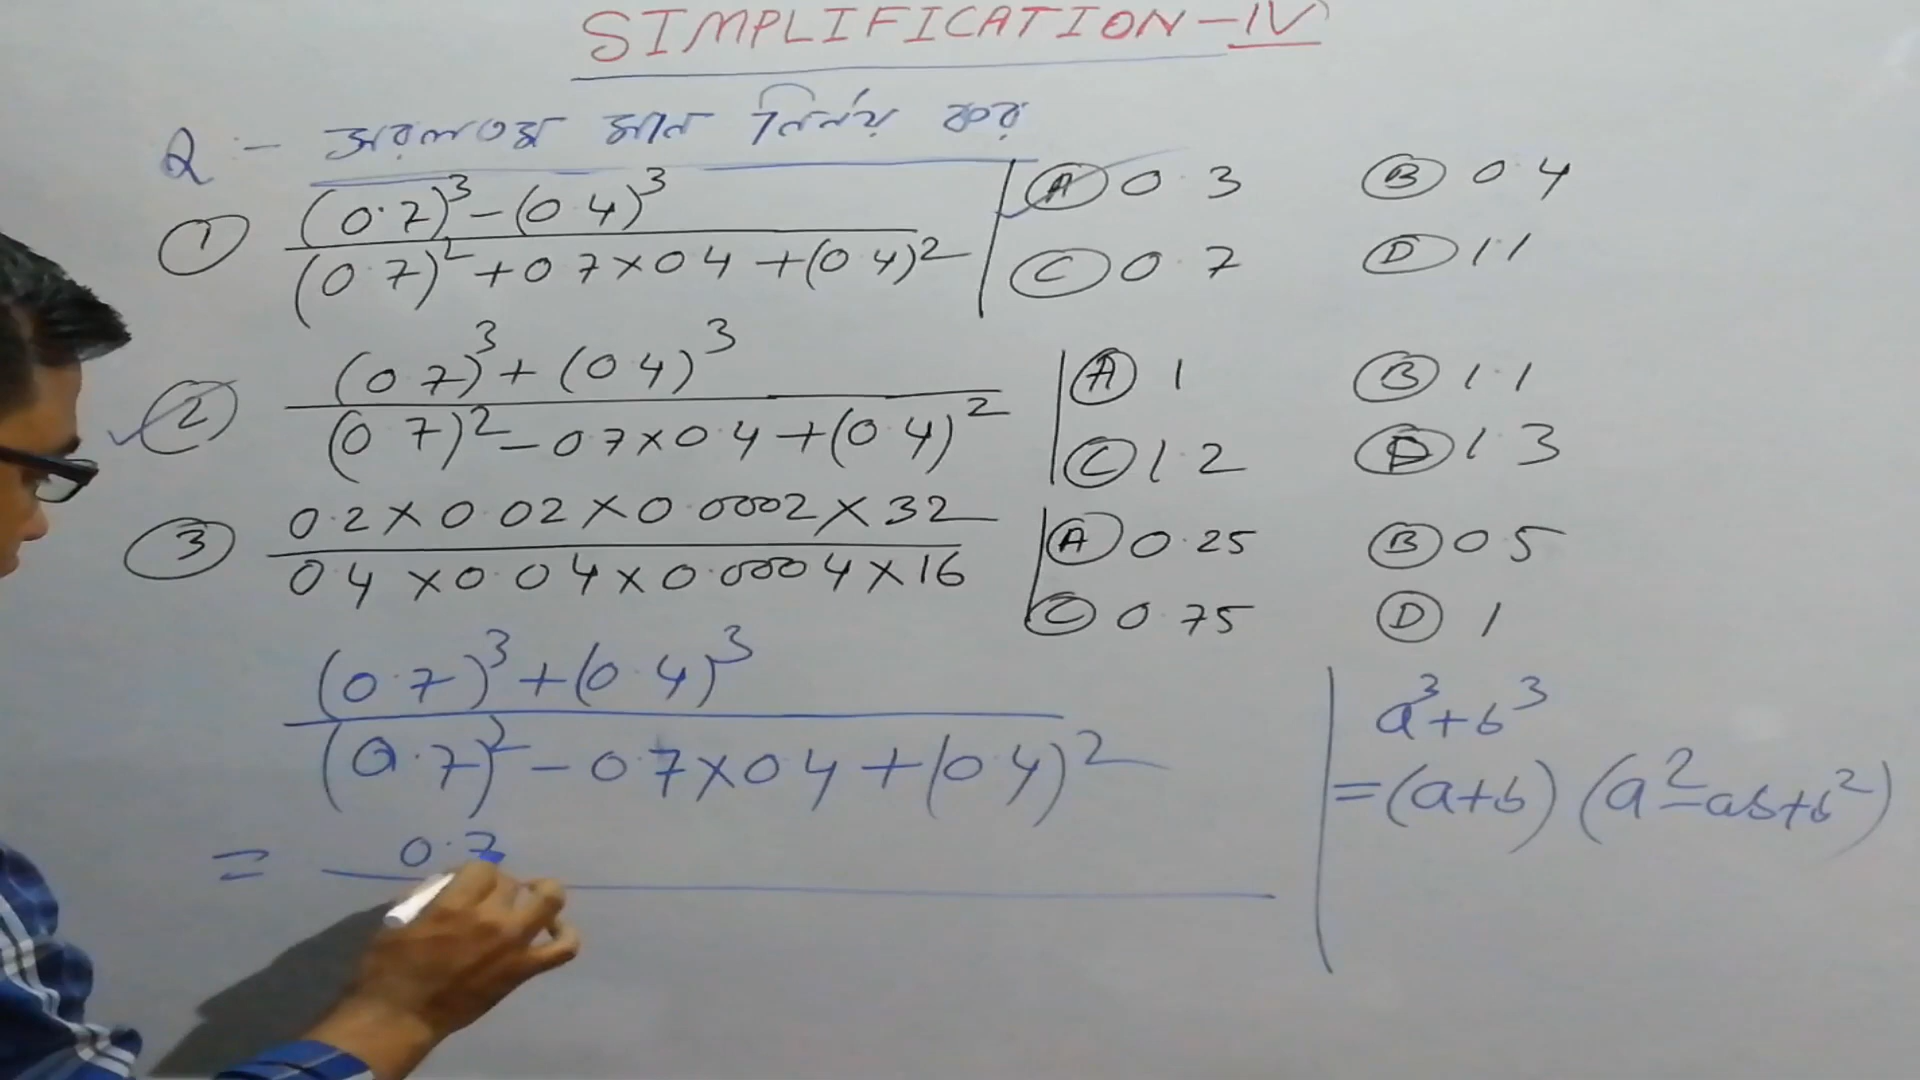 SIMPLIFICATION-IV
Q :- সরলতম মান নির্নয় কর
① (0.7)³-(0.4)³ Ⓐ 0.3 Ⓑ 0.4
(0.7)²+0.7×0.4+(0.4)² Ⓒ 0.7 Ⓓ 1.1
② (0.7)³+(0.4)³ Ⓐ 1 Ⓑ 1.1
(0.7)²-0.7×0.4+(0.4)² Ⓒ 1.2 Ⓓ 1.3
③ 0.2×0.02×0.0002×32 Ⓐ 0.25 Ⓑ 0.5
0.4×0.04×0.0004×16 Ⓒ 0.75 Ⓓ 1
(0.7)³+(0.4)³ a³+b³
(0.7)²-0.7×0.4+(0.4)² =(a+b)(a²-ab+b²)
= 0.7